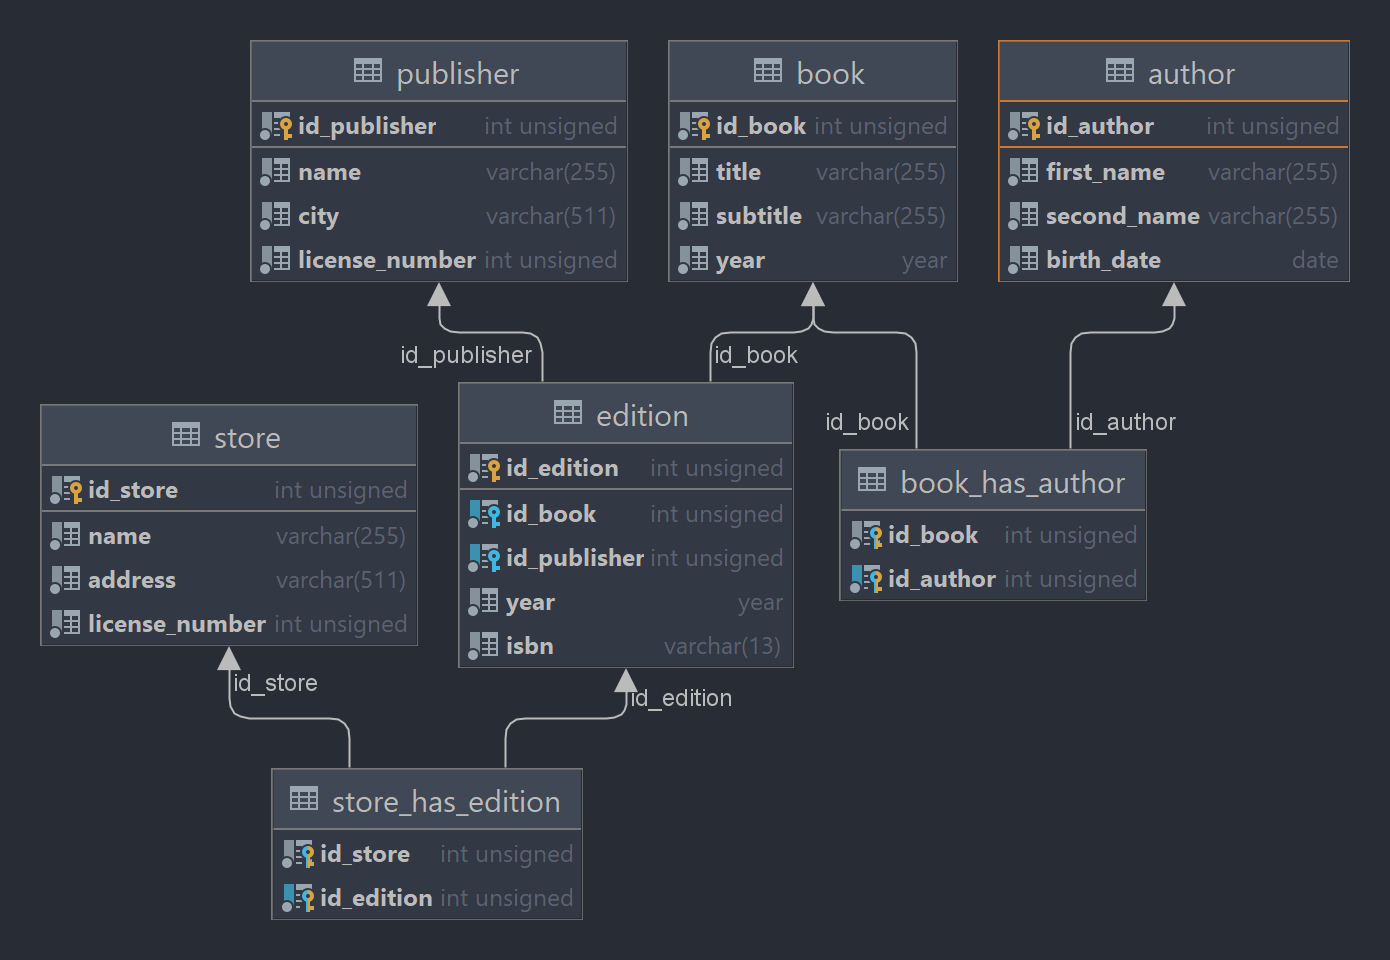 publisher
id_publisher int unsigned
name varchar(255)
city varchar(511)
license_number int unsigned
book
id_book int unsigned
title varchar(255)
subtitle varchar(255)
year year
author
id_author int unsigned
first_name varchar(255)
second_name varchar(255)
birth_date date
id_publisher
id_book
id_book
id_author
store
id_store int unsigned
name varchar(255)
address varchar(511)
license_number int unsigned
edition
id_edition int unsigned
id_book int unsigned
id_publisher int unsigned
year year
isbn varchar(13)
book_has_author
id_book int unsigned
id_author int unsigned
id_store
id_edition
store_has_edition
id_store int unsigned
id_edition int unsigned